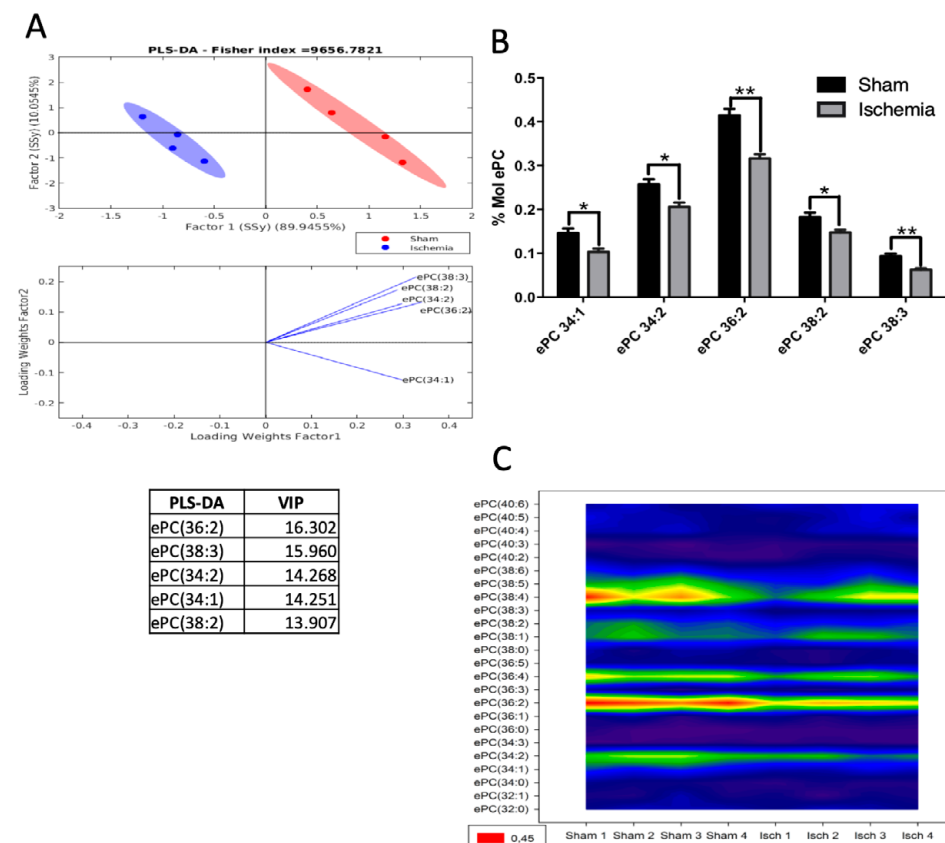 A
PLS-DA - Fisher index =9656.7821
Factor 2 (SSy) (10.0545%)
3
2
1
0
-1
-2
-3
-2
-1.5
-1
-0.5
0
0.5
1
1.5
2
Factor 1 (SSy) (89.9455%)
Sham
Ischemia
Loading Weights Factor2
0.2
0.1
0
-0.1
-0.2
ePC(38:3)
ePC(38:2)
ePC(34:2)
ePC(36:2)
ePC(34:1)
-0.4
-0.3
-0.2
-0.1
0
0.1
0.2
0.3
0.4
Loading Weights Factor1
PLS-DA VIP
ePC(36:2) 16.302
ePC(38:3) 15.960
ePC(34:2) 14.268
ePC(34:1) 14.251
ePC(38:2) 13.907
B
% Mol ePC
0.5
0.4
0.3
0.2
0.1
0.0
Sham
Ischemia
*
*
**
*
**
ePC 34:1
ePC 34:2
ePC 36:2
ePC 38:2
ePC 38:3
C
ePC(40:6)
ePC(40:5)
ePC(40:4)
ePC(40:3)
ePC(40:2)
ePC(38:6)
ePC(38:5)
ePC(38:4)
ePC(38:3)
ePC(38:2)
ePC(38:1)
ePC(38:0)
ePC(36:5)
ePC(36:4)
ePC(36:3)
ePC(36:2)
ePC(36:1)
ePC(36:0)
ePC(34:3)
ePC(34:2)
ePC(34:1)
ePC(34:0)
ePC(32:1)
ePC(32:0)
0,45
Sham 1
Sham 2
Sham 3
Sham 4
Isch 1
Isch 2
Isch 3
Isch 4